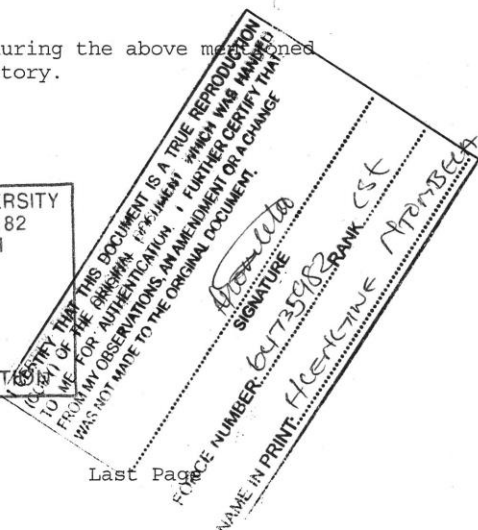 uring the above mentioned
tory.
ERSITY
82
I CERTIFY THAT THIS DOCUMENT IS A TRUE REPRODUCTION
(COPY) OF THE ORIGINAL DOCUMENT WHICH WAS HANDED
TO ME FOR AUTHENTICATION. I FURTHER CERTIFY THAT
FROM MY OBSERVATIONS, AN AMENDMENT OR A CHANGE
WAS NOT MADE TO THE ORIGINAL DOCUMENT.
SIGNATURE
FORCE NUMBER: RANK CST
NAME IN PRINT:
Last Page